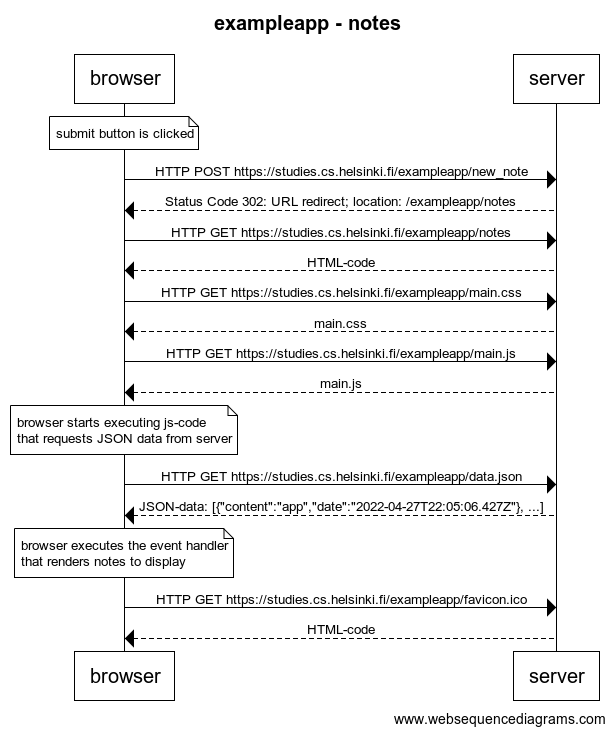 exampleapp - notes
browser
server
submit button is clicked
HTTP POST https://studies.cs.helsinki.fi/exampleapp/new_note
Status Code 302: URL redirect; location: /exampleapp/notes
HTTP GET https://studies.cs.helsinki.fi/exampleapp/notes
HTML-code
HTTP GET https://studies.cs.helsinki.fi/exampleapp/main.css
main.css
HTTP GET https://studies.cs.helsinki.fi/exampleapp/main.js
main.js
browser starts executing js-code
that requests JSON data from server
HTTP GET https://studies.cs.helsinki.fi/exampleapp/data.json
JSON-data: [{"content":"app","date":"2022-04-27T22:05:06.427Z"}, ...]
browser executes the event handler
that renders notes to display
HTTP GET https://studies.cs.helsinki.fi/exampleapp/favicon.ico
HTML-code
browser
server
www.websequencediagrams.com